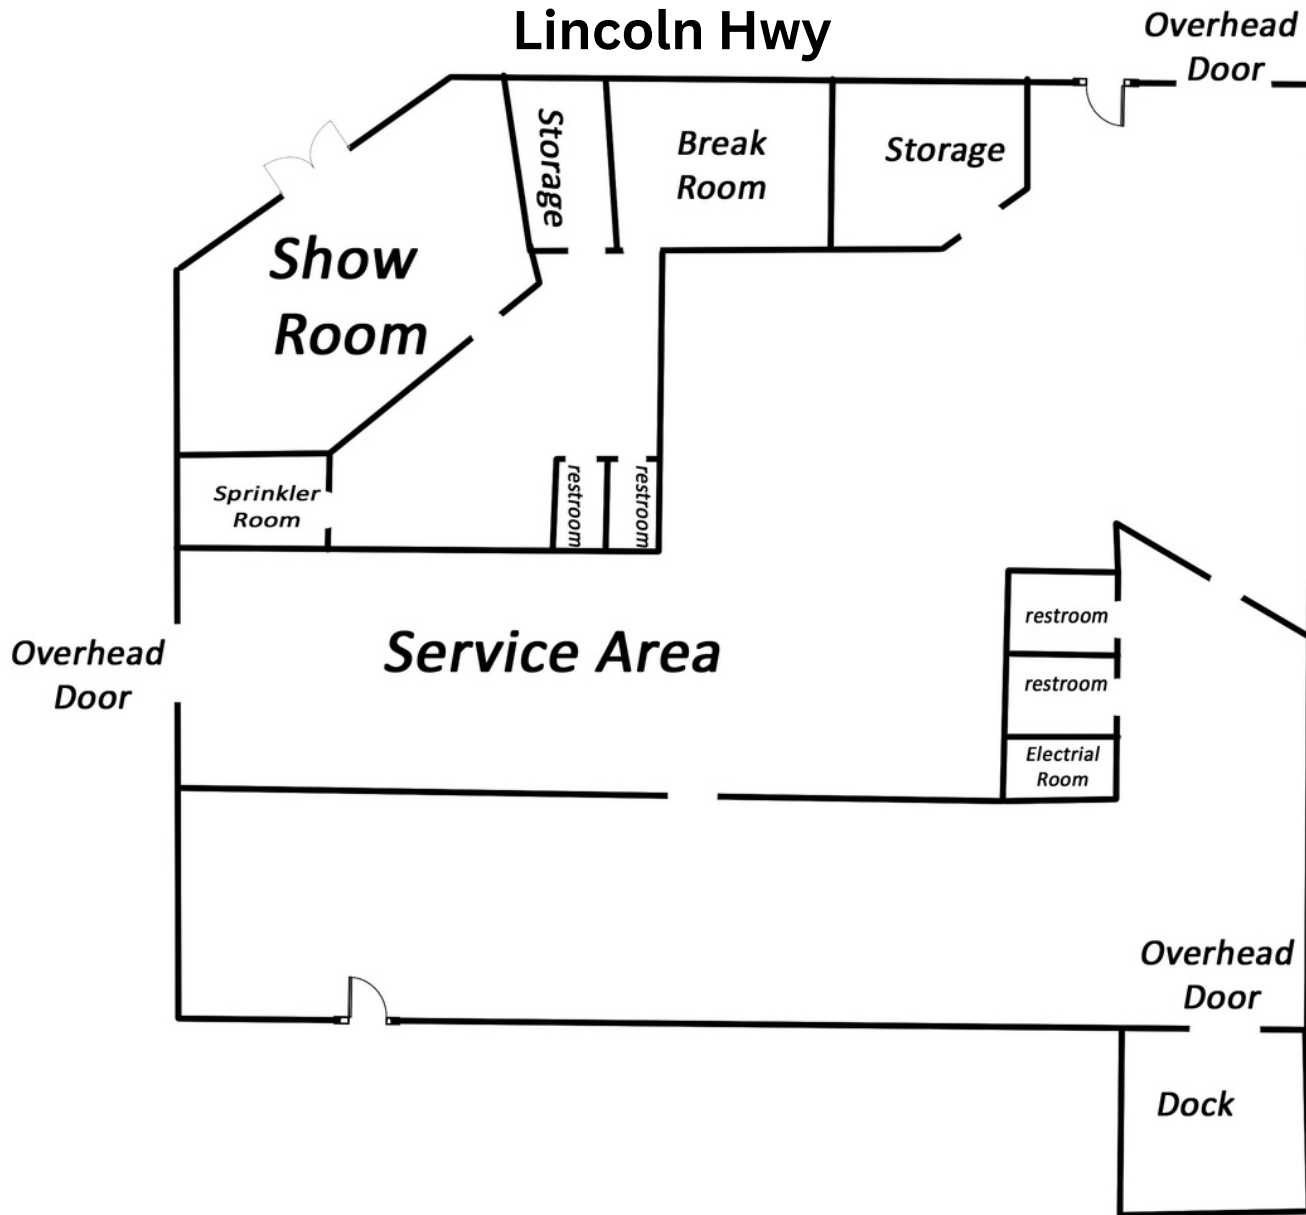 Lincoln Hwy
Overhead
Door
Storage
Break
Room
Storage
Show
Room
Sprinkler
Room
restroom
restroom
Overhead
Door
Service Area
restroom
restroom
Electrial
Room
Overhead
Door
Dock